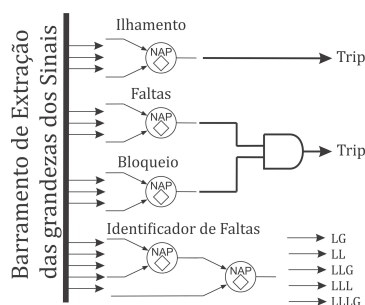 Barramento de Extração
das grandezas dos Sinais
Ilhamento
NAP
Trip
Faltas
NAP
Trip
Bloqueio
NAP
Identificador de Faltas
NAP
NAP
LG
LL
LLG
LLL
LLLG